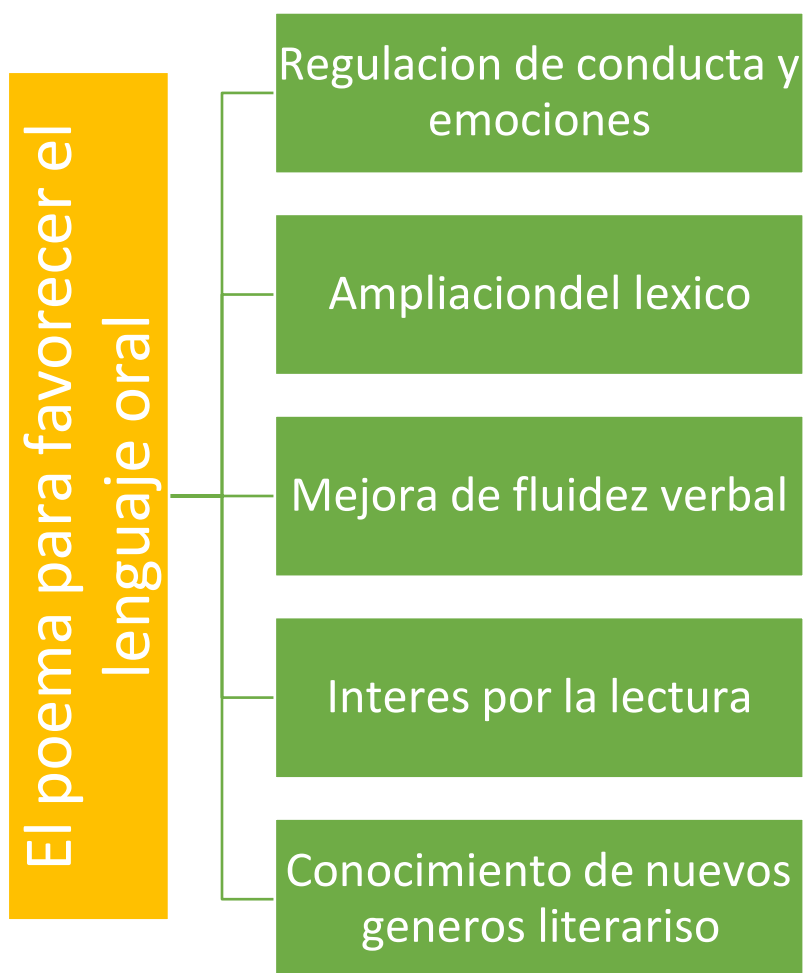 El poema para favorecer el
lenguaje oral
Regulacion de conducta y
emociones
Ampliaciondel lexico
Mejora de fluidez verbal
Interes por la lectura
Conocimiento de nuevos
generos literariso